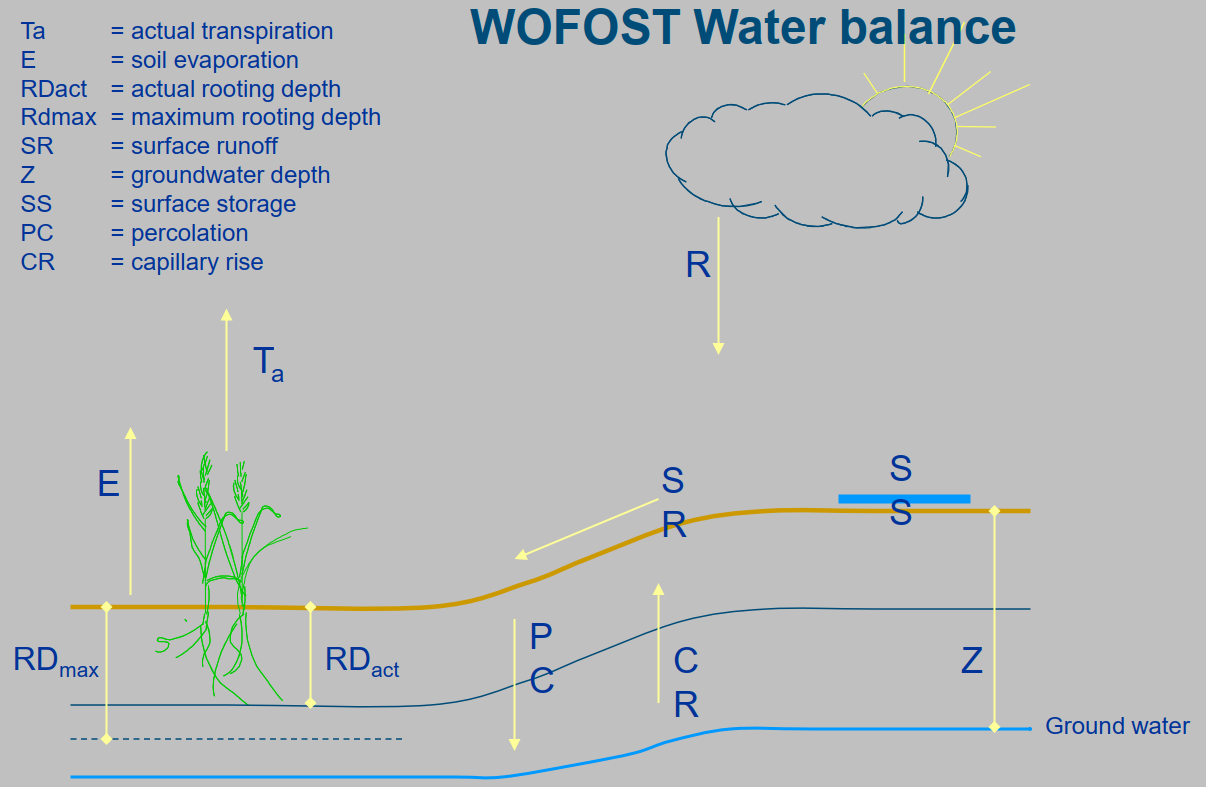 WOFOST Water balance
Ta = actual transpiration
E = soil evaporation
RDact = actual rooting depth
Rdmax = maximum rooting depth
SR = surface runoff
Z = groundwater depth
SS = surface storage
PC = percolation
CR = capillary rise
R
Ta
E
S
R
S
S
RDmax
RDact
P
C
C
R
Z
Ground water